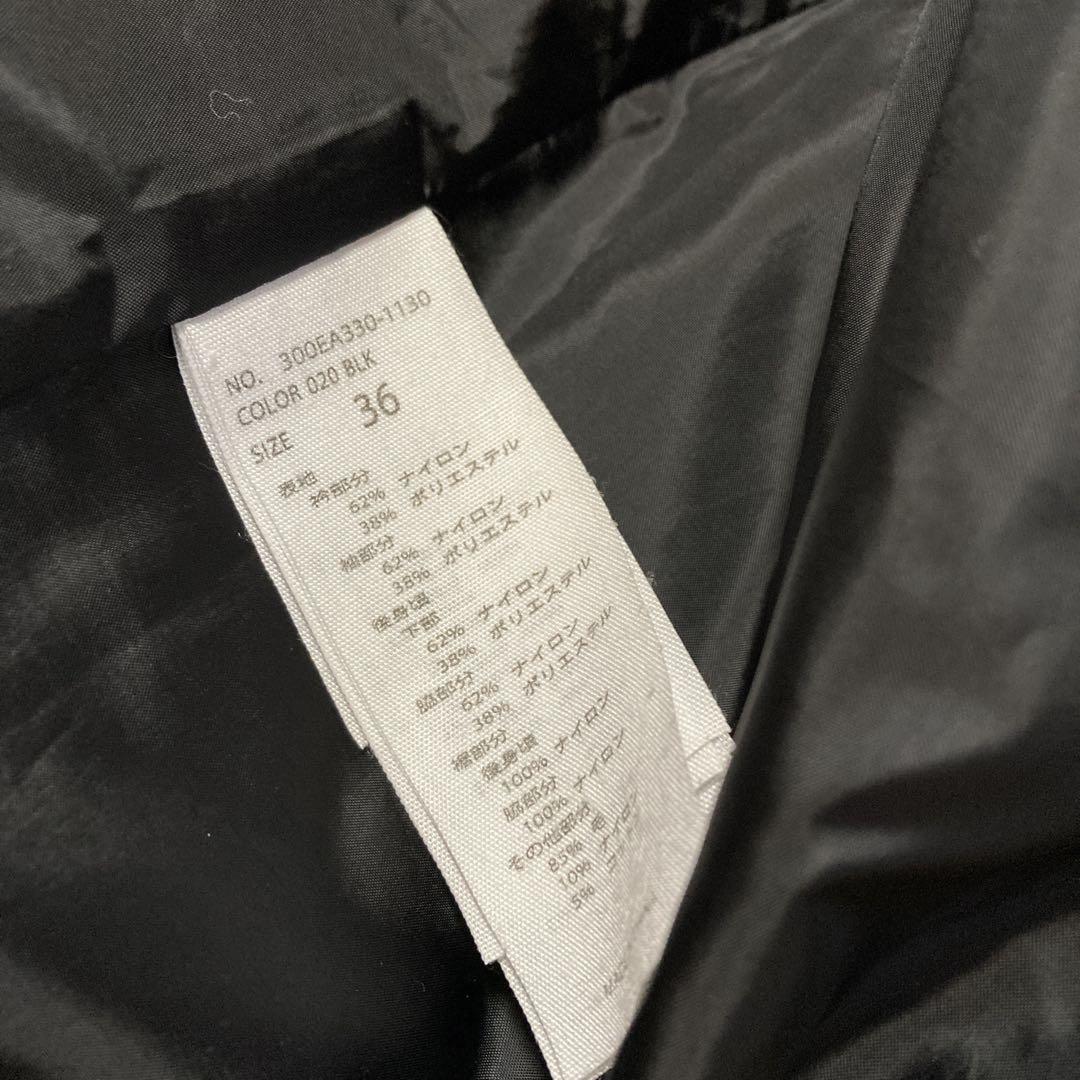 NO. 300EA330-1130
COLOR 020 BLK
SIZE 36
表地
衿部分
62% ナイロン
38% ポリエステル
袖部分
62% ナイロン
38% ポリエステル
後身頃
下部
62% ナイロン
38% ポリエステル
脇部分
62% ナイロン
38% ポリエステル
裾部分
後身頃
100% ナイロン
脇部分
100% ナイロン
その他部分
85% 毛
10% ナイロン
5%